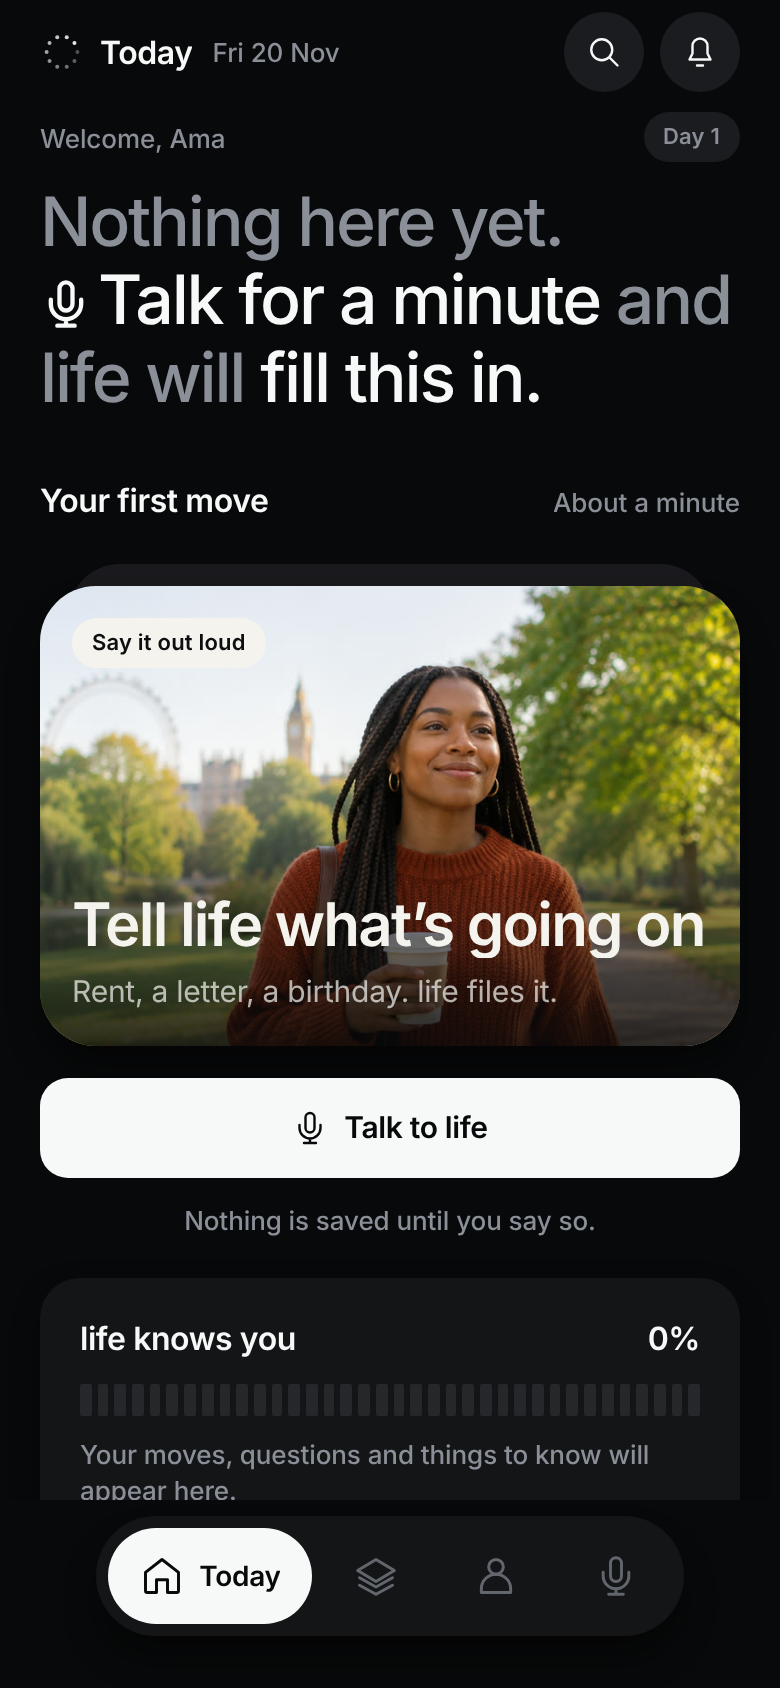 Today Fri 20 Nov
Welcome, Ama
Day 1
Nothing here yet.
Talk for a minute and
life will fill this in.
Your first move
About a minute
Say it out loud
Tell life what’s going on
Rent, a letter, a birthday. life files it.
Talk to life
Nothing is saved until you say so.
life knows you
0%
Your moves, questions and things to know will
appear here.
Today